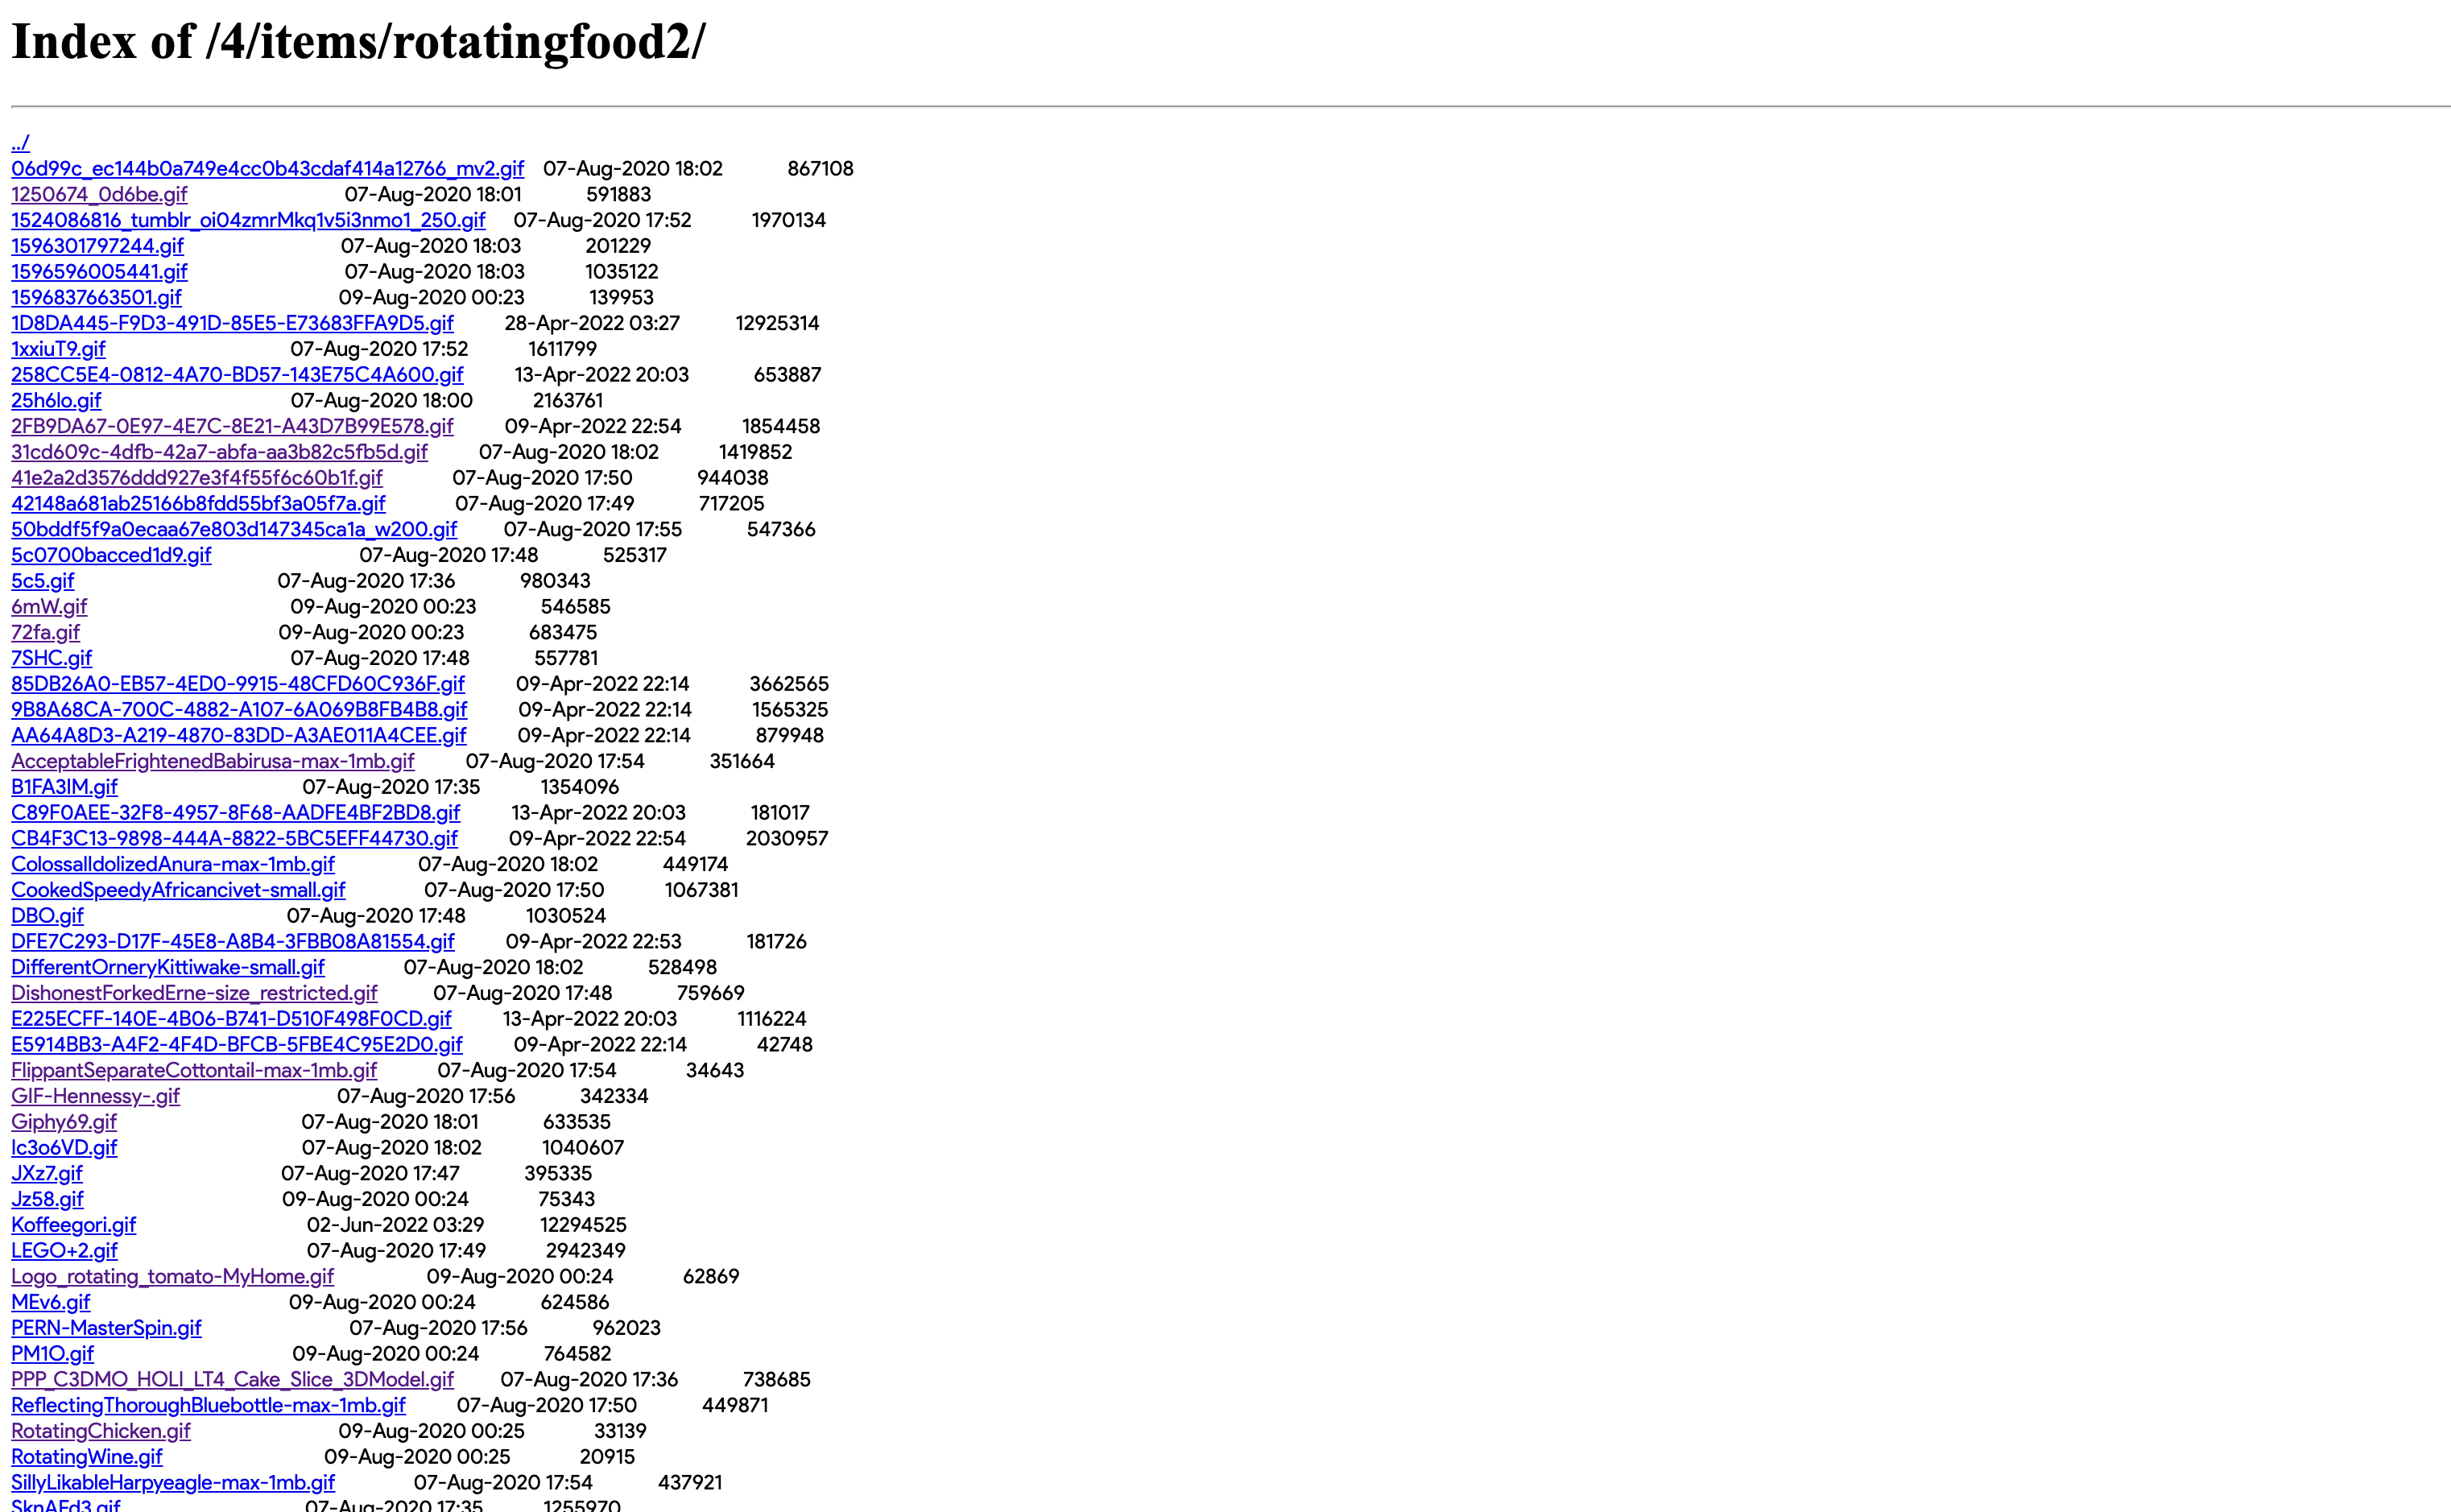 Index of /4/items/rotatingfood2/
../
06d99c_ec144b0a749e4cc0b43cdaf414a12766_mv2.gif 07-Aug-2020 18:02 867108
1250674_0d6be.gif 07-Aug-2020 18:01 591883
1524086816_tumblr_oi04zmrMkq1v5i3nmo1_250.gif 07-Aug-2020 17:52 1970134
1596301797244.gif 07-Aug-2020 18:03 201229
1596596005441.gif 07-Aug-2020 18:03 1035122
1596837663501.gif 09-Aug-2020 00:23 139953
1D8DA445-F9D3-491D-85E5-E73683FFA9D5.gif 28-Apr-2022 03:27 12925314
1xxiuT9.gif 07-Aug-2020 17:52 1611799
258CC5E4-0812-4A70-BD57-143E75C4A600.gif 13-Apr-2022 20:03 653887
25h6lo.gif 07-Aug-2020 18:00 2163761
2FB9DA67-0E97-4E7C-8E21-A43D7B99E578.gif 09-Apr-2022 22:54 1854458
31cd609c-4dfb-42a7-abfa-aa3b82c5fb5d.gif 07-Aug-2020 18:02 1419852
41e2a2d3576ddd927e3f4f55f6c60b1f.gif 07-Aug-2020 17:50 944038
42148a681ab25166b8fdd55bf3a05f7a.gif 07-Aug-2020 17:49 717205
50bddf5f9a0ecaa67e803d147345ca1a_w200.gif 07-Aug-2020 17:55 547366
5c0700bacced1d9.gif 07-Aug-2020 17:48 525317
5c5.gif 07-Aug-2020 17:36 980343
6mW.gif 09-Aug-2020 00:23 546585
72fa.gif 09-Aug-2020 00:23 683475
7SHC.gif 07-Aug-2020 17:48 557781
85DB26A0-EB57-4ED0-9915-48CFD60C936F.gif 09-Apr-2022 22:14 3662565
9B8A68CA-700C-4882-A107-6A069B8FB4B8.gif 09-Apr-2022 22:14 1565325
AA64A8D3-A219-4870-83DD-A3AE011A4CEE.gif 09-Apr-2022 22:14 879948
AcceptableFrightenedBabirusa-max-1mb.gif 07-Aug-2020 17:54 351664
B1FA3lM.gif 07-Aug-2020 17:35 1354096
C89F0AEE-32F8-4957-8F68-AADFE4BF2BD8.gif 13-Apr-2022 20:03 181017
CB4F3C13-9898-444A-8822-5BC5EFF44730.gif 09-Apr-2022 22:54 2030957
ColossalIdolizedAnura-max-1mb.gif 07-Aug-2020 18:02 449174
CookedSpeedyAfricancivet-small.gif 07-Aug-2020 17:50 1067381
DBO.gif 07-Aug-2020 17:48 1030524
DFE7C293-D17F-45E8-A8B4-3FBB08A81554.gif 09-Apr-2022 22:53 181726
DifferentOrneryKittiwake-small.gif 07-Aug-2020 18:02 528498
DishonestForkedErne-size_restricted.gif 07-Aug-2020 17:48 759669
E225ECFF-140E-4B06-B741-D510F498F0CD.gif 13-Apr-2022 20:03 1116224
E5914BB3-A4F2-4F4D-BFCB-5FBE4C95E2D0.gif 09-Apr-2022 22:14 42748
FlippantSeparateCottontail-max-1mb.gif 07-Aug-2020 17:54 34643
GIF-Hennessy-.gif 07-Aug-2020 17:56 342334
Giphy69.gif 07-Aug-2020 18:01 633535
Ic3o6VD.gif 07-Aug-2020 18:02 1040607
JXz7.gif 07-Aug-2020 17:47 395335
Jz58.gif 09-Aug-2020 00:24 75343
Koffeegori.gif 02-Jun-2022 03:29 12294525
LEGO+2.gif 07-Aug-2020 17:49 2942349
Logo_rotating_tomato-MyHome.gif 09-Aug-2020 00:24 62869
MEv6.gif 09-Aug-2020 00:24 624586
PERN-MasterSpin.gif 07-Aug-2020 17:56 962023
PM1O.gif 09-Aug-2020 00:24 764582
PPP_C3DMO_HOLI_LT4_Cake_Slice_3DModel.gif 07-Aug-2020 17:36 738685
ReflectingThoroughBluebottle-max-1mb.gif 07-Aug-2020 17:50 449871
RotatingChicken.gif 09-Aug-2020 00:25 33139
RotatingWine.gif 09-Aug-2020 00:25 20915
SillyLikableHarpyeagle-max-1mb.gif 07-Aug-2020 17:54 437921
SknAFd3.gif 07-Aug-2020 17:35 1255970